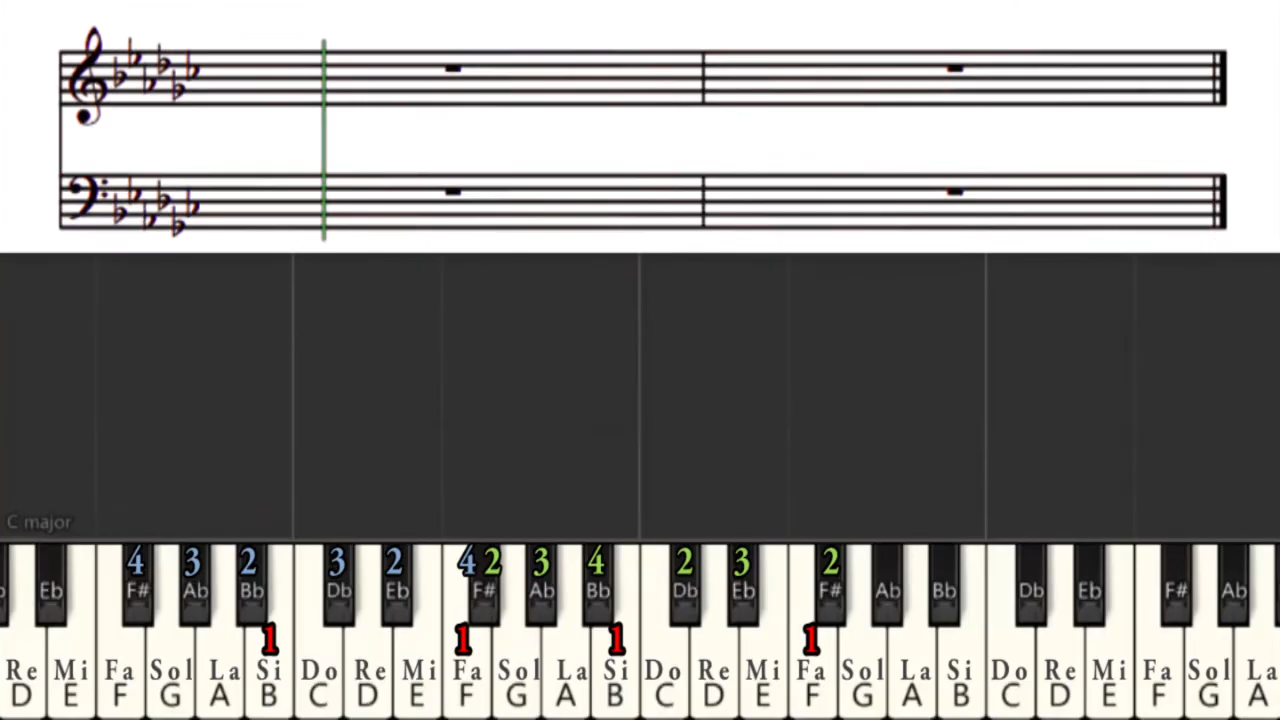 C major
4 3 2 3 2 4 2 3 4 2 3 2
Eb F# Ab Bb Db Eb F# Ab Bb Db Eb F# Ab Bb Db Eb F# Ab
1 1 1 1
Re Mi Fa Sol La Si Do Re Mi Fa Sol La Si Do Re Mi Fa Sol La Si Do Re Mi Fa Sol La
D E F G A B C D E F G A B C D E F G A B C D E F G A